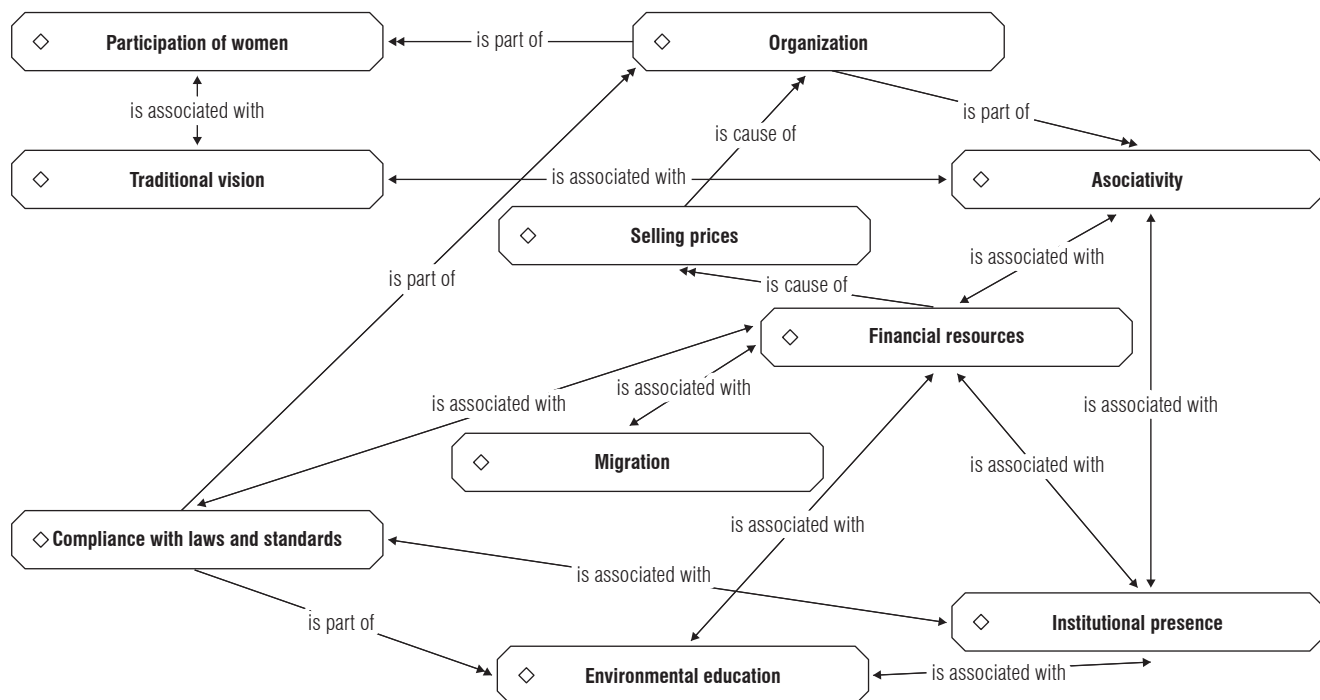 Participation of women
is part of
Organization
is associated with
is part of
is cause of
Traditional vision
is associated with
Asociativity
Selling prices
is associated with
is part of
is cause of
Financial resources
is associated with
is associated with
is associated with
Migration
is associated with
is associated with
Compliance with laws and standards
is associated with
is part of
Institutional presence
Environmental education
is associated with